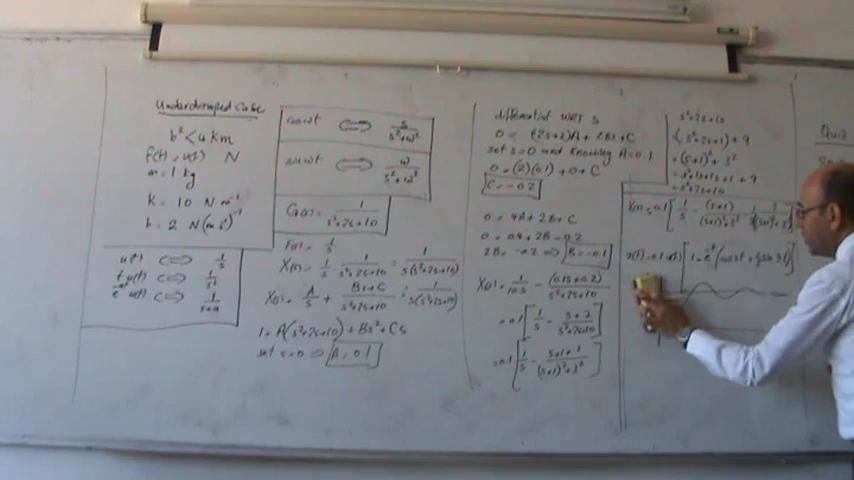 Underdamped Case
b² < 4km
f(t) = u(t) N
m = 1 kg
k = 10 N m⁻¹
b = 2 N(ms⁻¹)⁻¹
u(t) ⇔ 1/s
t u(t) ⇔ 1/s²
e⁻ᵃᵗ u(t) ⇔ 1/(s+a)
cos ωt ⇔ s/(s²+ω²)
sin ωt ⇔ ω/(s²+ω²)
G(s) = 1/(s²+2s+10)
F(s) = 1/s
X(s) = 1/s · 1/(s²+2s+10) = 1/(s(s²+2s+10))
X(s) = A/s + (Bs+C)/(s²+2s+10) = 1/(s(s²+2s+10))
1 = A(s²+2s+10) + Bs² + Cs
set s=0 ⇒ A = 0.1
differentiate WRT s
0 = (2s+2)A + 2Bs + C
set s=0 and knowing A=0.1
0 = (2)(0.1) + 0 + C
C = -0.2
0 = 4A + 2B + C
0 = 0.4 + 2B - 0.2
2B = -0.2 ⇒ B = -0.1
X(s) = 1/10s - (0.1s+0.2)/(s²+2s+10)
= 0.1[1/s - (s+2)/(s²+2s+10)]
= 0.1[1/s - (s+1+1)/((s+1)²+3²)]
s²+2s+10
(s²+2s+1)+9
= (s+1)² + 3²
= s²+2s+10
X(s) = 0.1[1/s - (s+1)/((s+1)²+3²)
x(t) = 0.1 u(t) [1 - e⁻ᵗ (cos 3t + ⅓ sin 3t)]
Quiz